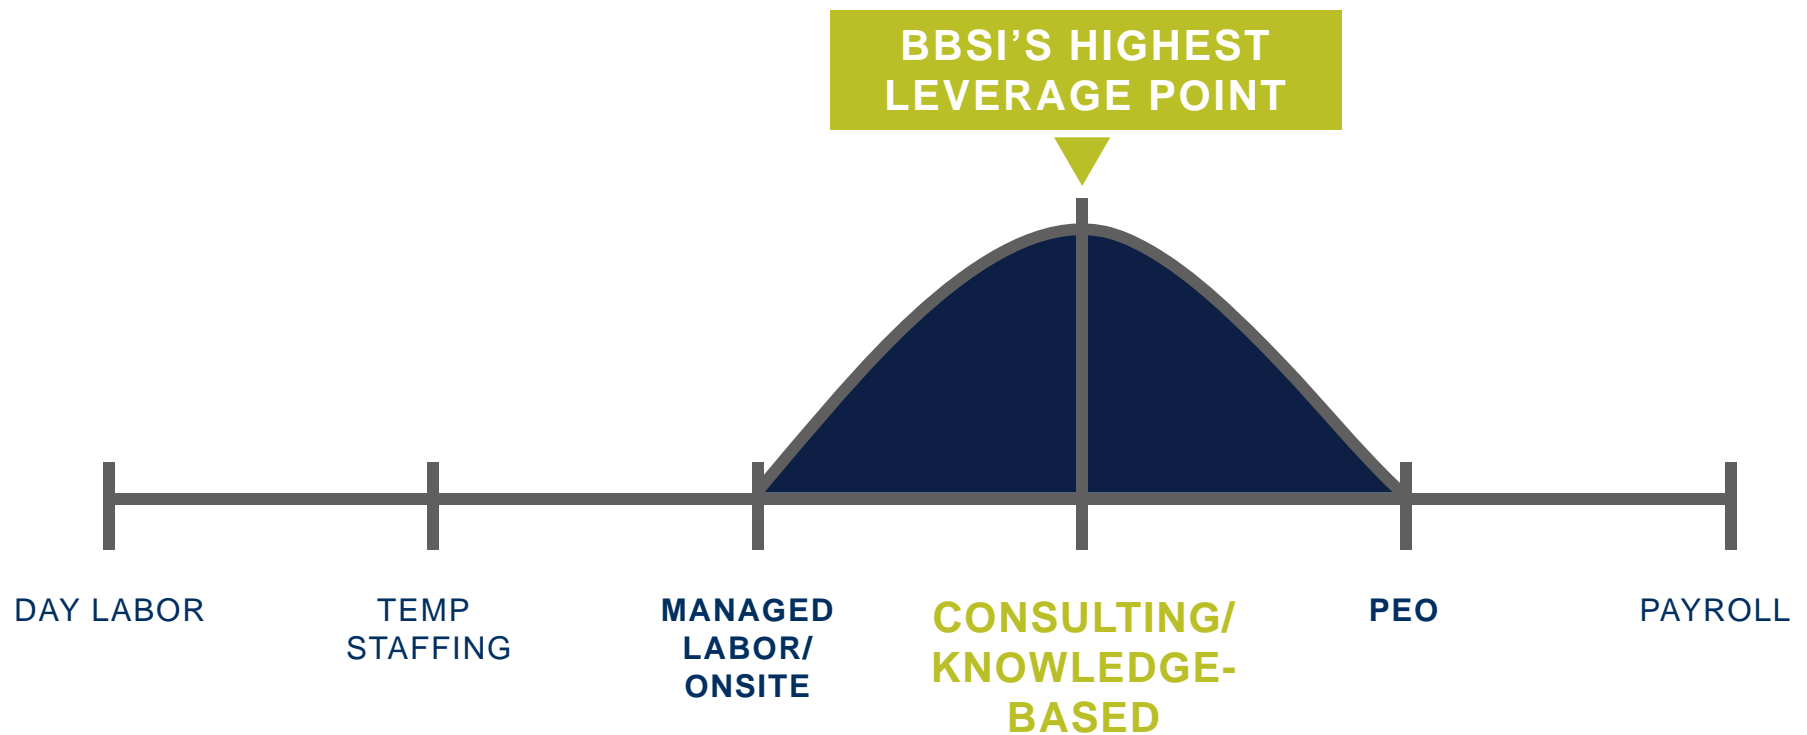 BBSI’S HIGHEST
LEVERAGE POINT
DAY LABOR
TEMP
STAFFING
MANAGED
LABOR/
ONSITE
CONSULTING/
KNOWLEDGE-
BASED
PEO
PAYROLL